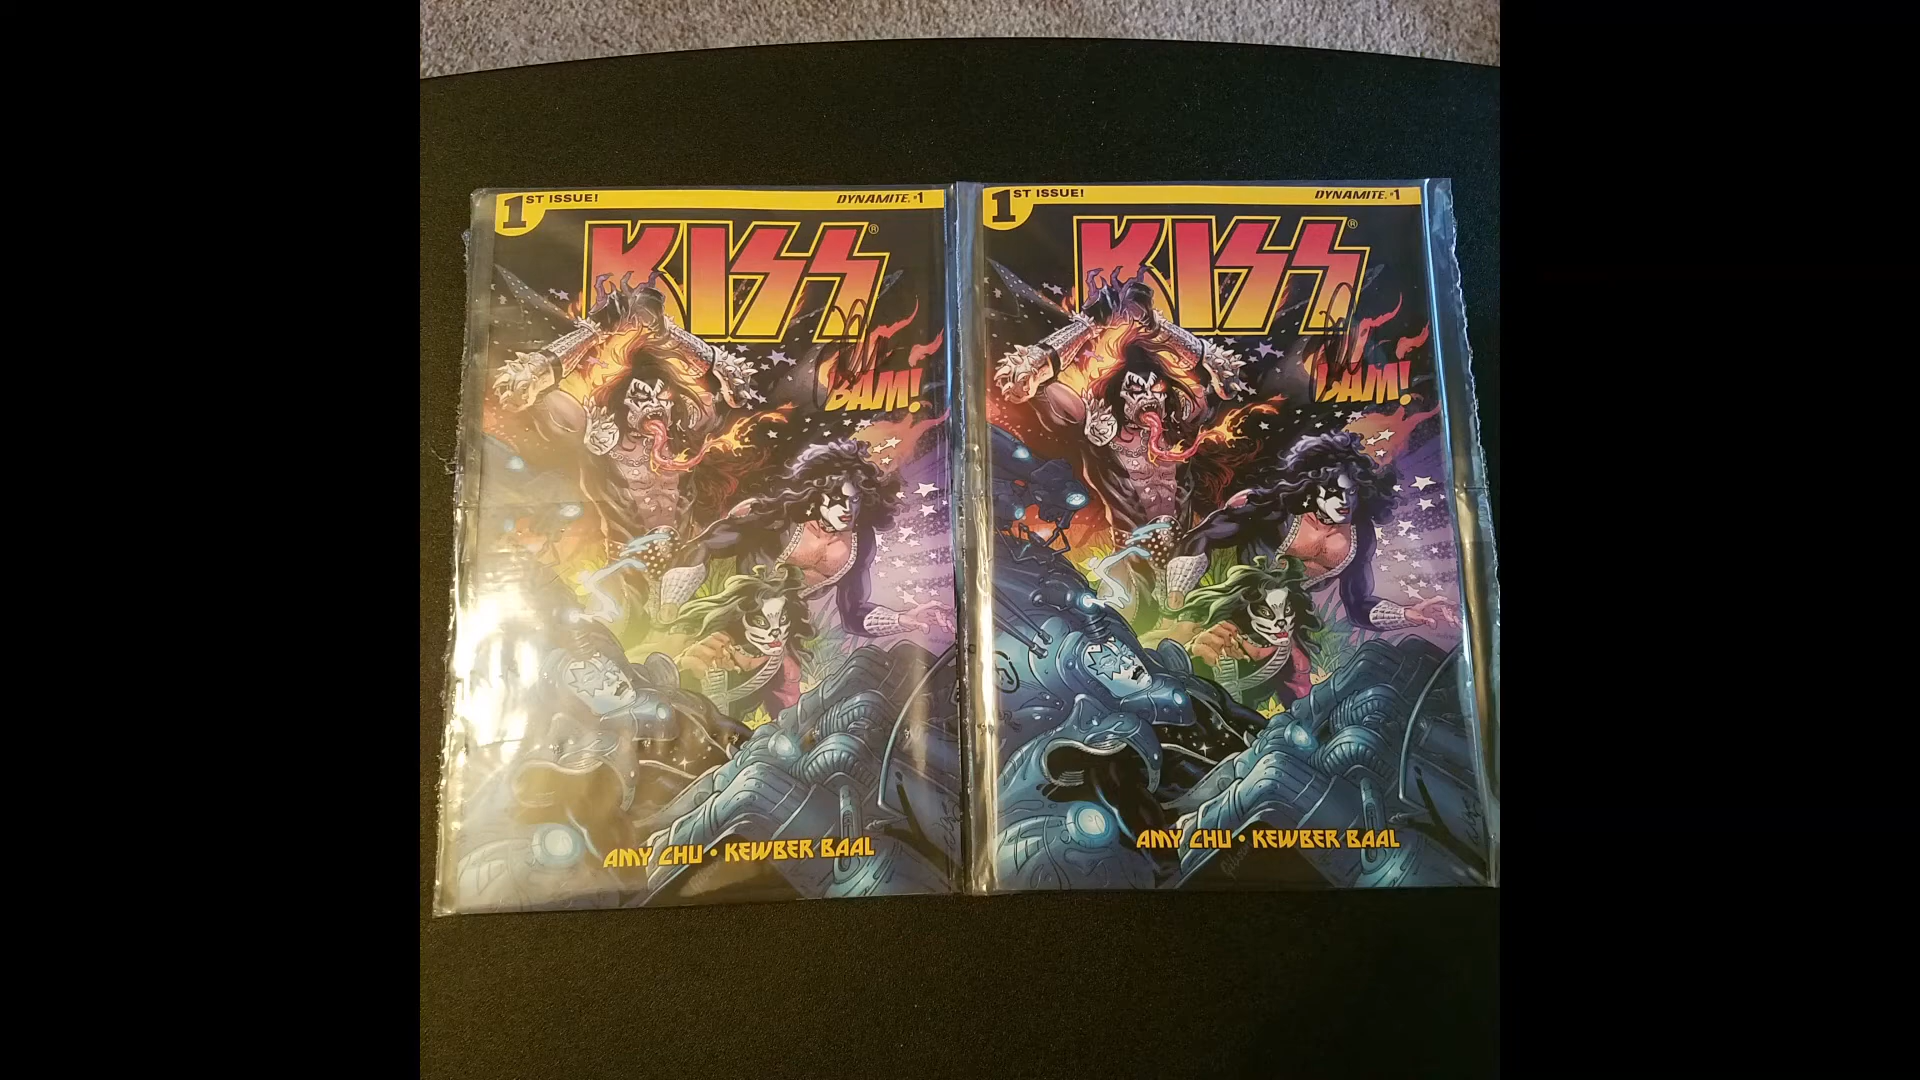 1ST ISSUE!
DYNAMITE. #1
KISS®
BAM!
AMY CHU • KEWBER BAAL
1ST ISSUE!
DYNAMITE. #1
KISS®
BAM!
AMY CHU • KEWBER BAAL